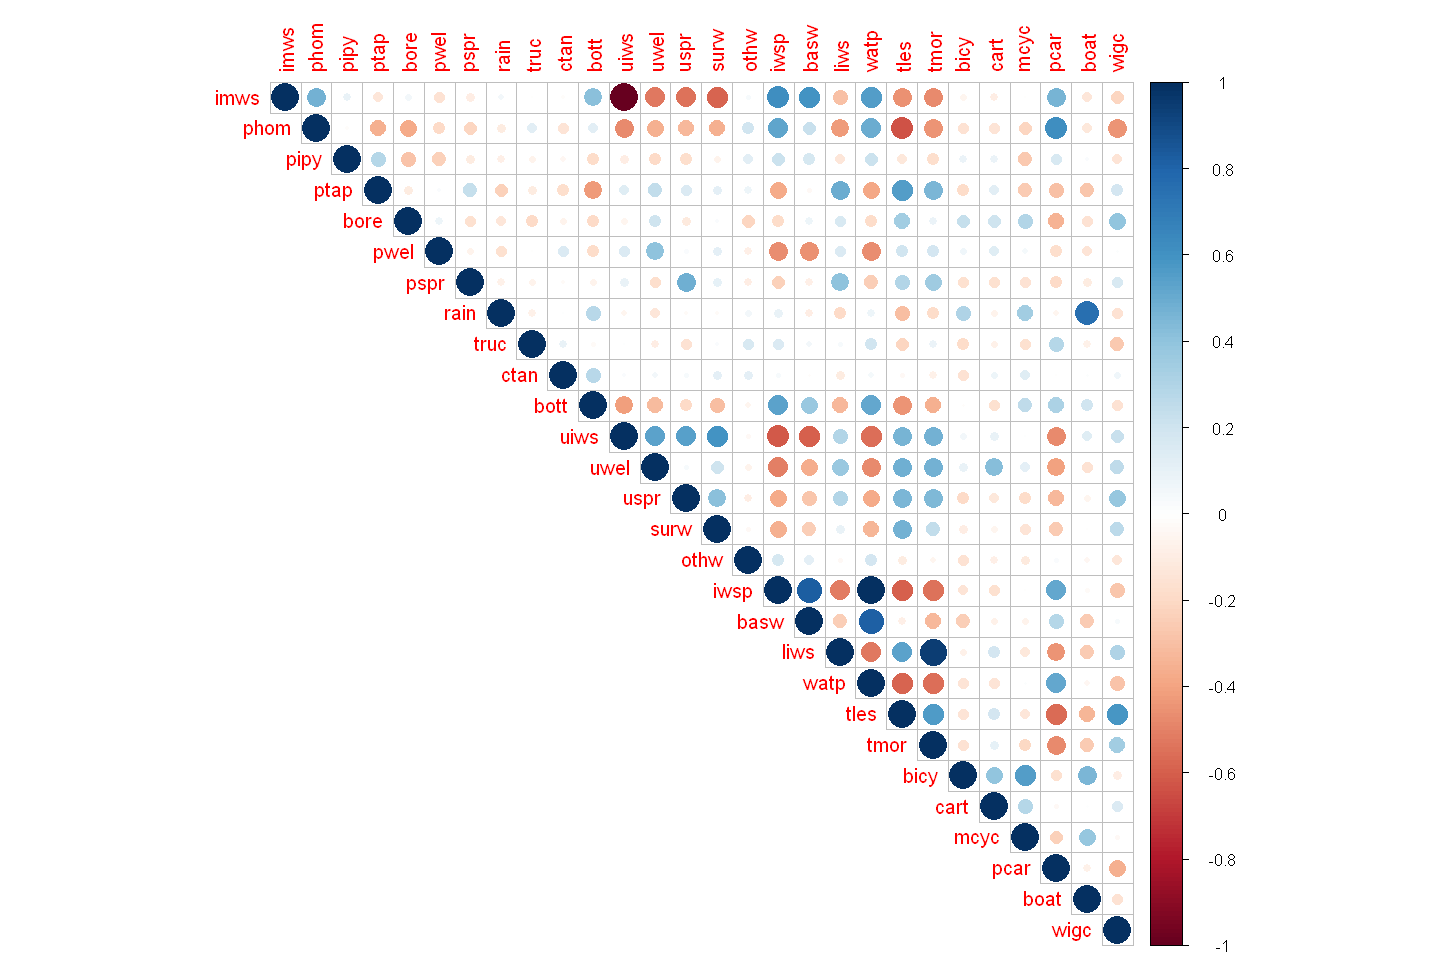 imws phom pipy ptap bore pwel pspr rain truc ctan bott uiws uwel uspr surw othw iwsp basw liws watp tles tmor bicy cart mcyc pcar boat wigc
imws
phom
pipy
ptap
bore
pwel
pspr
rain
truc
ctan
bott
uiws
uwel
uspr
surw
othw
iwsp
basw
liws
watp
tles
tmor
bicy
cart
mcyc
pcar
boat
wigc
1
0.8
0.6
0.4
0.2
0
-0.2
-0.4
-0.6
-0.8
-1